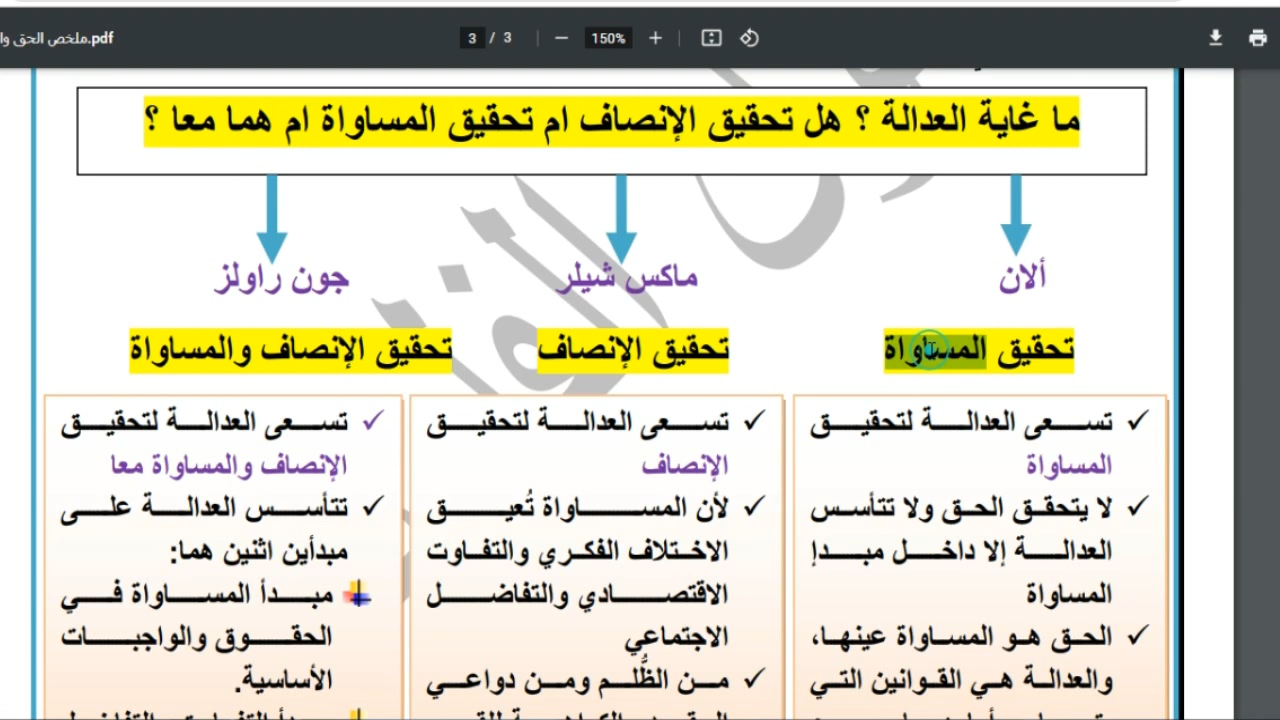 ملخص الحق وا.pdf
3 / 3
150%
ما غاية العدالة ؟ هل تحقيق الإنصاف ام تحقيق المساواة ام هما معا ؟
ألان
ماكس شيلر
جون راولز
تحقيق المساواة
تحقيق الإنصاف
تحقيق الإنصاف والمساواة
تسعى العدالة لتحقيق
المساواة
لا يتحقق الحق ولا تتأسس
العدالة إلا داخل مبدإ
المساواة
الحق هو المساواة عينها،
والعدالة هي القوانين التي
تسعى العدالة لتحقيق
الإنصاف
لأن المساواة تُعيق
الاختلاف الفكري والتفاوت
الاقتصادي والتفاضل
الاجتماعي
من الظُّلم ومن دواعي
تسعى العدالة لتحقيق
الإنصاف والمساواة معا
تتأسس العدالة على
مبدأين اثنين هما:
مبدأ المساواة في
الحقوق والواجبات
الأساسية.